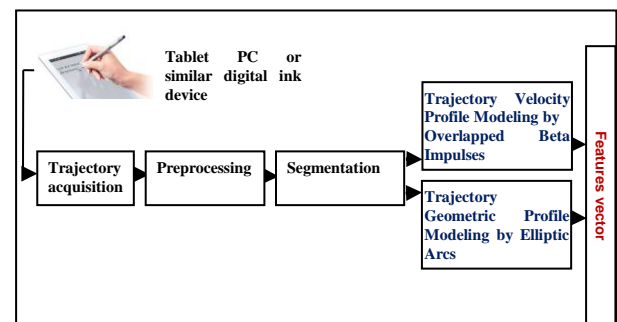 Tablet PC or
similar digital ink
device
Trajectory
acquisition
Preprocessing
Segmentation
Trajectory Velocity
Profile Modeling by
Overlapped Beta
Impulses
Trajectory
Geometric Profile
Modeling by Elliptic
Arcs
Features vector